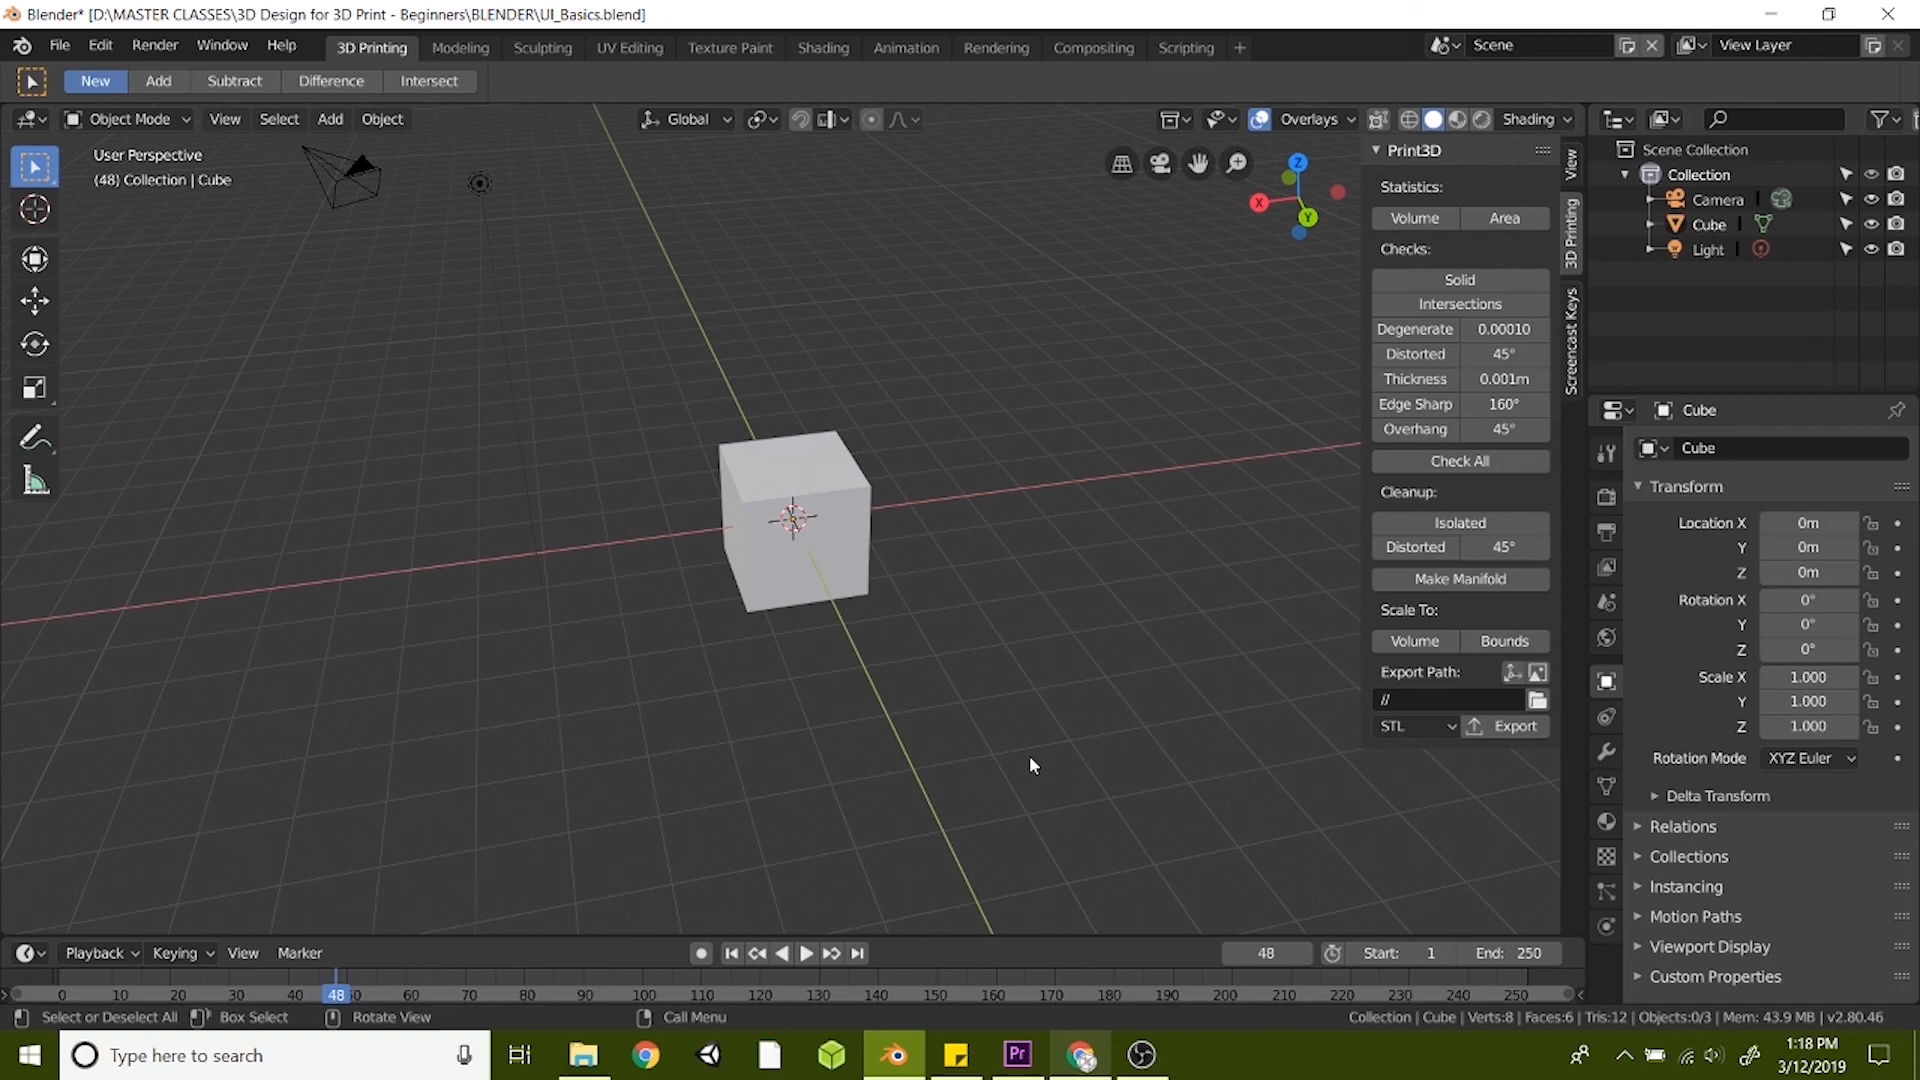 Blender* [D:\MASTER CLASSES\3D Design for 3D Print - Beginners\BLENDER\UI_Basics.blend]
File Edit Render Window Help 3D Printing Modeling Sculpting UV Editing Texture Paint Shading Animation Rendering Compositing Scripting + Scene View Layer
New Add Subtract Difference Intersect
Object Mode View Select Add Object Global Overlays Shading
User Perspective
(48) Collection | Cube
Z
X
Y
Print3D
Statistics:
Volume Area
Checks:
Solid
Intersections
Degenerate 0.00010
Distorted 45°
Thickness 0.001m
Edge Sharp 160°
Overhang 45°
Check All
Cleanup:
Isolated
Distorted 45°
Make Manifold
Scale To:
Volume Bounds
Export Path:
//
STL Export
View
3D Printing
Screencast Keys
Scene Collection
Collection
Camera
Cube
Light
Cube
Cube
Transform
Location X 0m
Y 0m
Z 0m
Rotation X 0°
Y 0°
Z 0°
Scale X 1.000
Y 1.000
Z 1.000
Rotation Mode XYZ Euler
Delta Transform
Relations
Collections
Instancing
Motion Paths
Viewport Display
Custom Properties
Playback Keying View Marker 48 Start: 1 End: 250
0 10 20 30 40 48 50 60 70 80 90 100 110 120 130 140 150 160 170 180 190 200 210 220 230 240 250
Select or Deselect All Box Select Rotate View Call Menu Collection | Cube | Verts:8 | Faces:6 | Tris:12 | Objects:0/3 | Mem: 43.9 MB | v2.80.46
Type here to search Pr 1:18 PM
3/12/2019